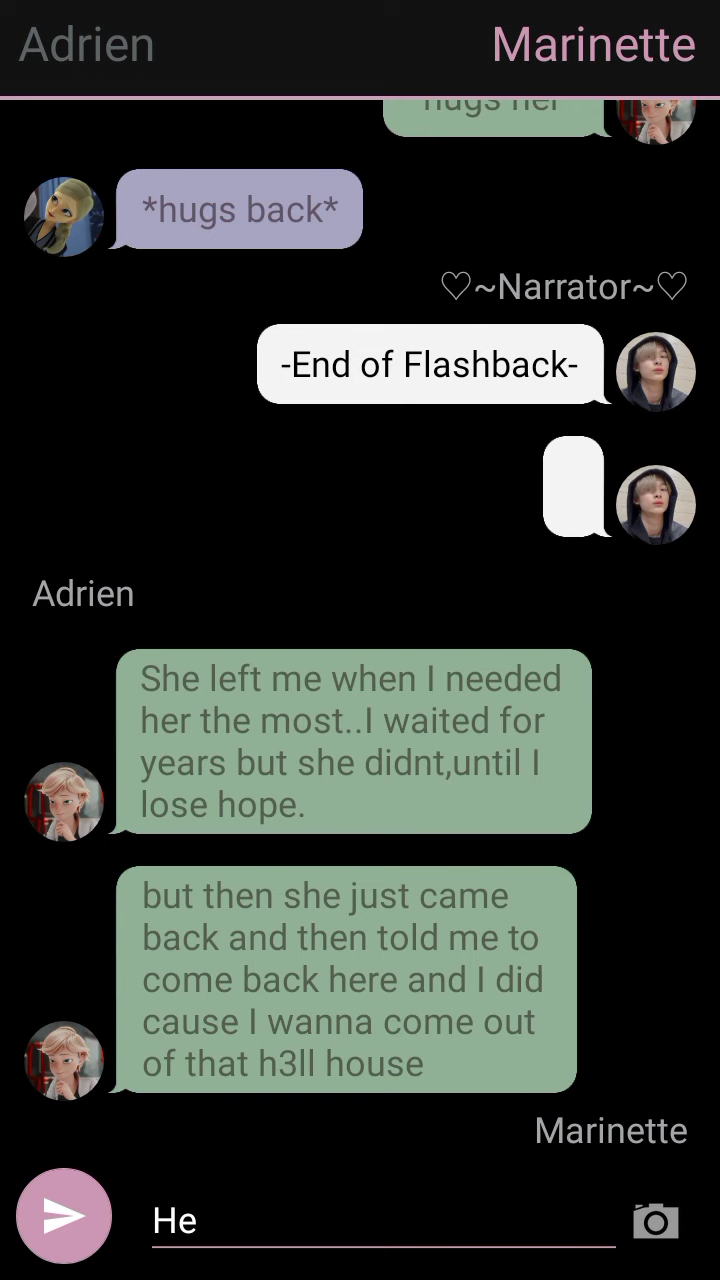 Adrien
Marinette
hugs her
*hugs back*
♡~Narrator~♡
-End of Flashback-
Adrien
She left me when I needed
her the most..I waited for
years but she didnt,until I
lose hope.
but then she just came
back and then told me to
come back here and I did
cause I wanna come out
of that h3ll house
Marinette
He